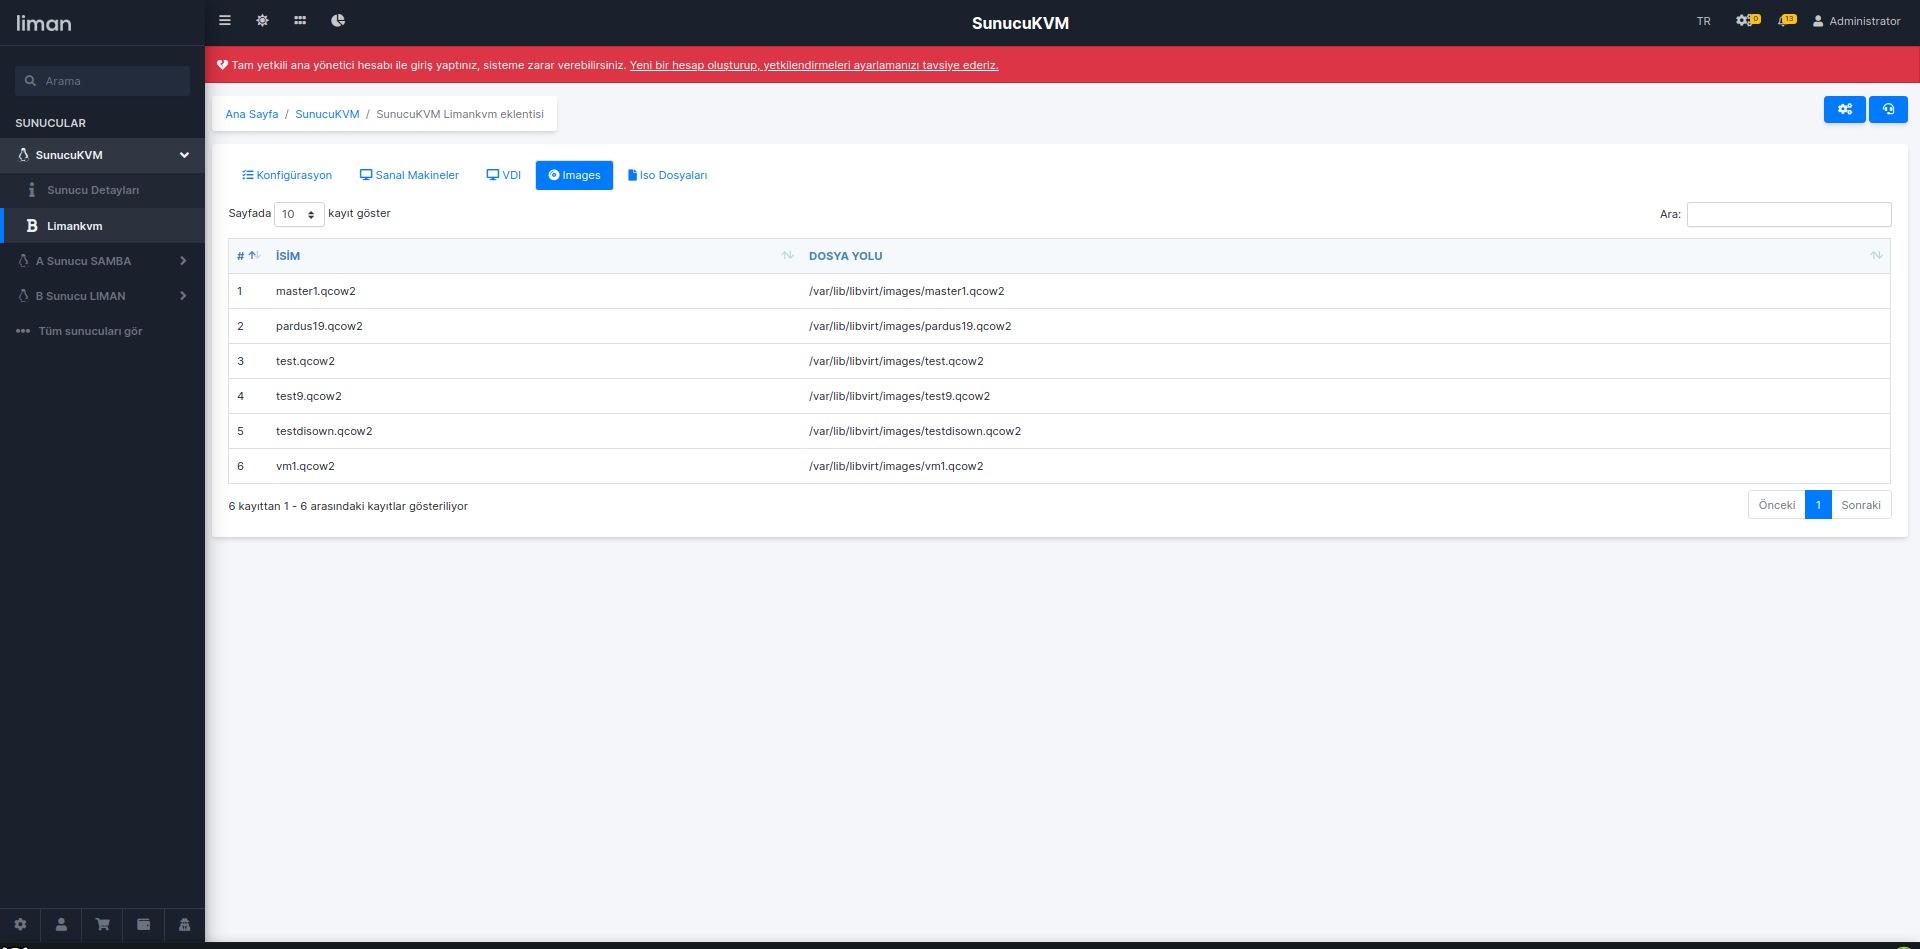 liman
SunucuKVM
TR
0
13
Administrator
Arama
Tam yetkili ana yönetici hesabı ile giriş yaptınız, sisteme zarar verebilirsiniz. Yeni bir hesap oluşturup, yetkilendirmeleri ayarlamanızı tavsiye ederiz.
SUNUCULAR
SunucuKVM
Sunucu Detayları
Limankvm
A Sunucu SAMBA
B Sunucu LIMAN
Tüm sunucuları gör
Ana Sayfa / SunucuKVM / SunucuKVM Limankvm eklentisi
Konfigürasyon Sanal Makineler VDI Images Iso Dosyaları
Sayfada 10 kayıt göster
Ara:
# İSİM DOSYA YOLU
1 master1.qcow2 /var/lib/libvirt/images/master1.qcow2
2 pardus19.qcow2 /var/lib/libvirt/images/pardus19.qcow2
3 test.qcow2 /var/lib/libvirt/images/test.qcow2
4 test9.qcow2 /var/lib/libvirt/images/test9.qcow2
5 testdisown.qcow2 /var/lib/libvirt/images/testdisown.qcow2
6 vm1.qcow2 /var/lib/libvirt/images/vm1.qcow2
6 kayıttan 1 - 6 arasındaki kayıtlar gösteriliyor
Önceki 1 Sonraki